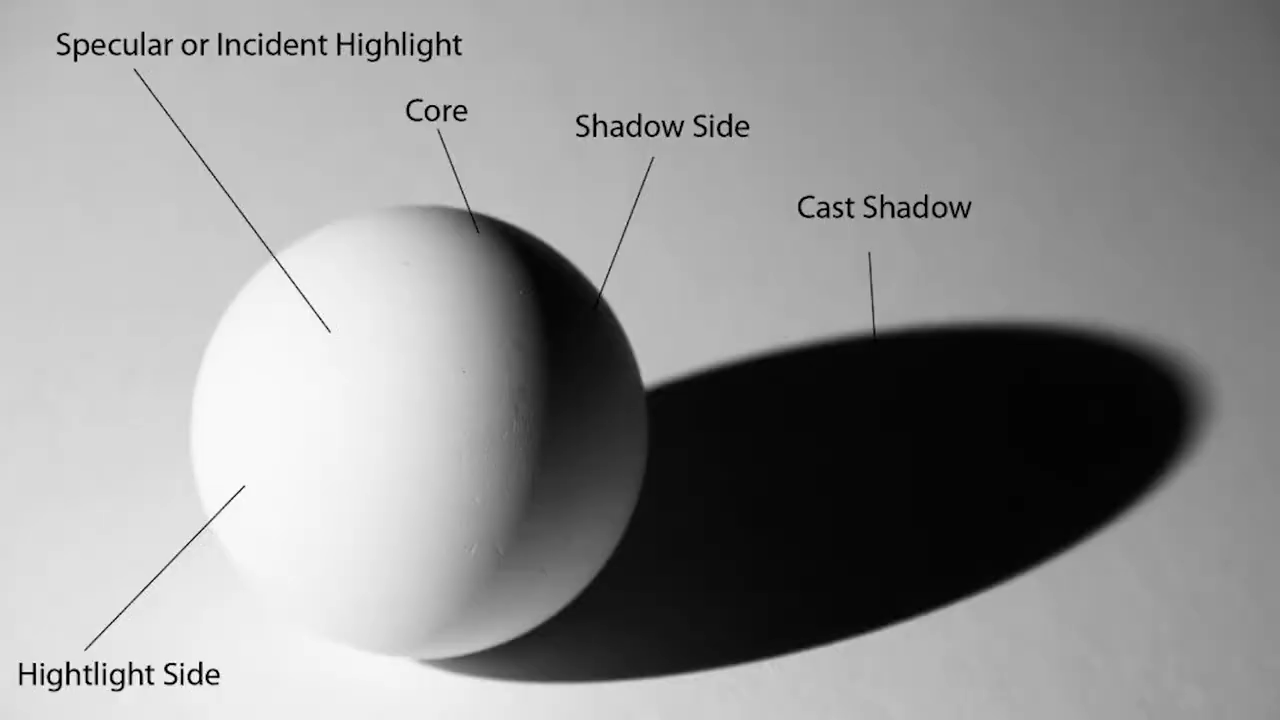 Specular or Incident Highlight
Core
Shadow Side
Cast Shadow
Hightlight Side